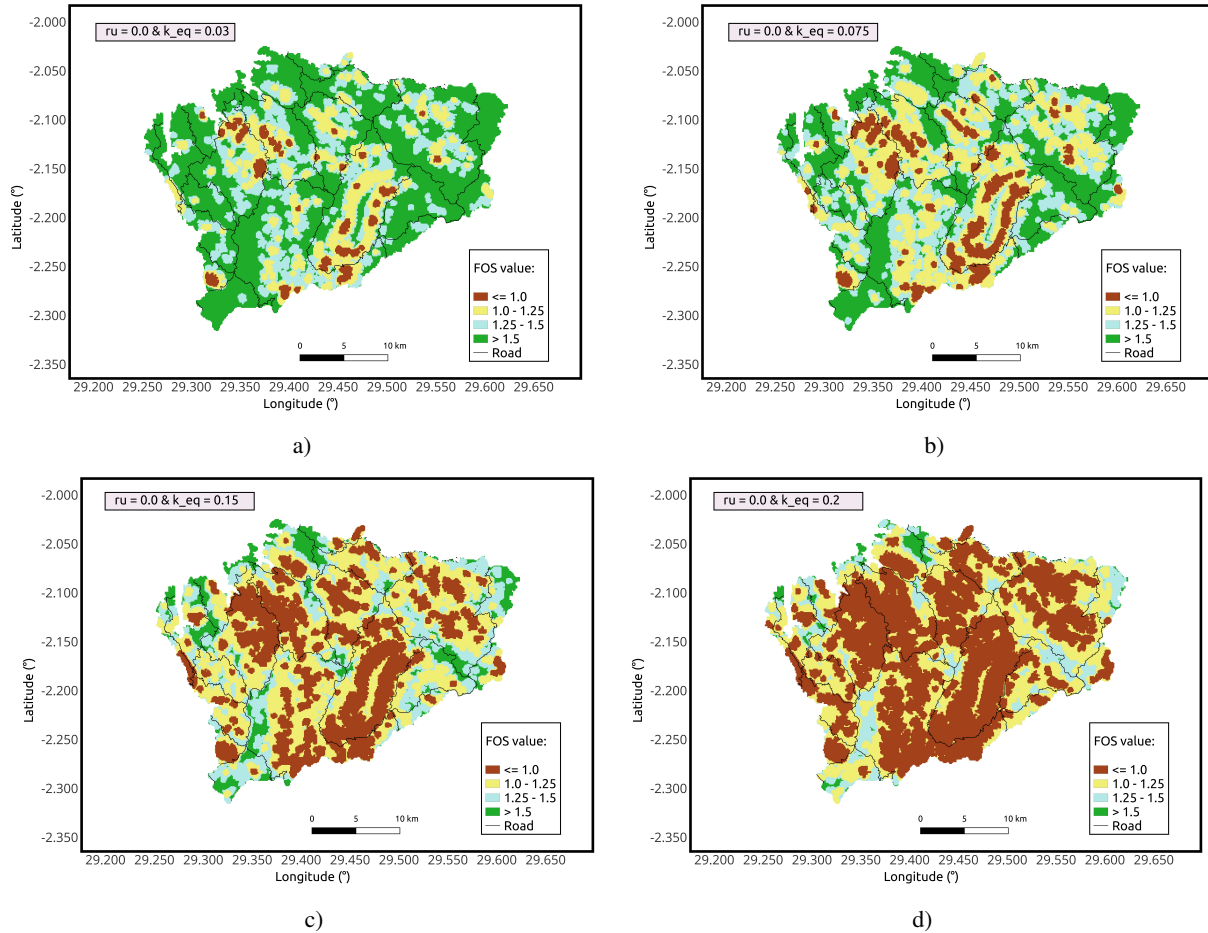 ru = 0.0 & k_eq = 0.03
-2.000
-2.050
-2.100
-2.150
-2.200
-2.250
-2.300
-2.350
Latitude (°)
FOS value:
<= 1.0
1.0 - 1.25
1.25 - 1.5
> 1.5
Road
0 5 10 km
29.200 29.250 29.300 29.350 29.400 29.450 29.500 29.550 29.600 29.650
Longitude (°)
a)
ru = 0.0 & k_eq = 0.075
-2.000
-2.050
-2.100
-2.150
-2.200
-2.250
-2.300
-2.350
Latitude (°)
FOS value:
<= 1.0
1.0 - 1.25
1.25 - 1.5
> 1.5
Road
0 5 10 km
29.200 29.250 29.300 29.350 29.400 29.450 29.500 29.550 29.600 29.650
Longitude (°)
b)
ru = 0.0 & k_eq = 0.15
-2.000
-2.050
-2.100
-2.150
-2.200
-2.250
-2.300
-2.350
Latitude (°)
FOS value:
<= 1.0
1.0 - 1.25
1.25 - 1.5
> 1.5
Road
0 5 10 km
29.200 29.250 29.300 29.350 29.400 29.450 29.500 29.550 29.600 29.650
Longitude (°)
c)
ru = 0.0 & k_eq = 0.2
-2.000
-2.050
-2.100
-2.150
-2.200
-2.250
-2.300
-2.350
Latitude (°)
FOS value:
<= 1.0
1.0 - 1.25
1.25 - 1.5
> 1.5
Road
0 5 10 km
29.200 29.250 29.300 29.350 29.400 29.450 29.500 29.550 29.600 29.650
Longitude (°)
d)